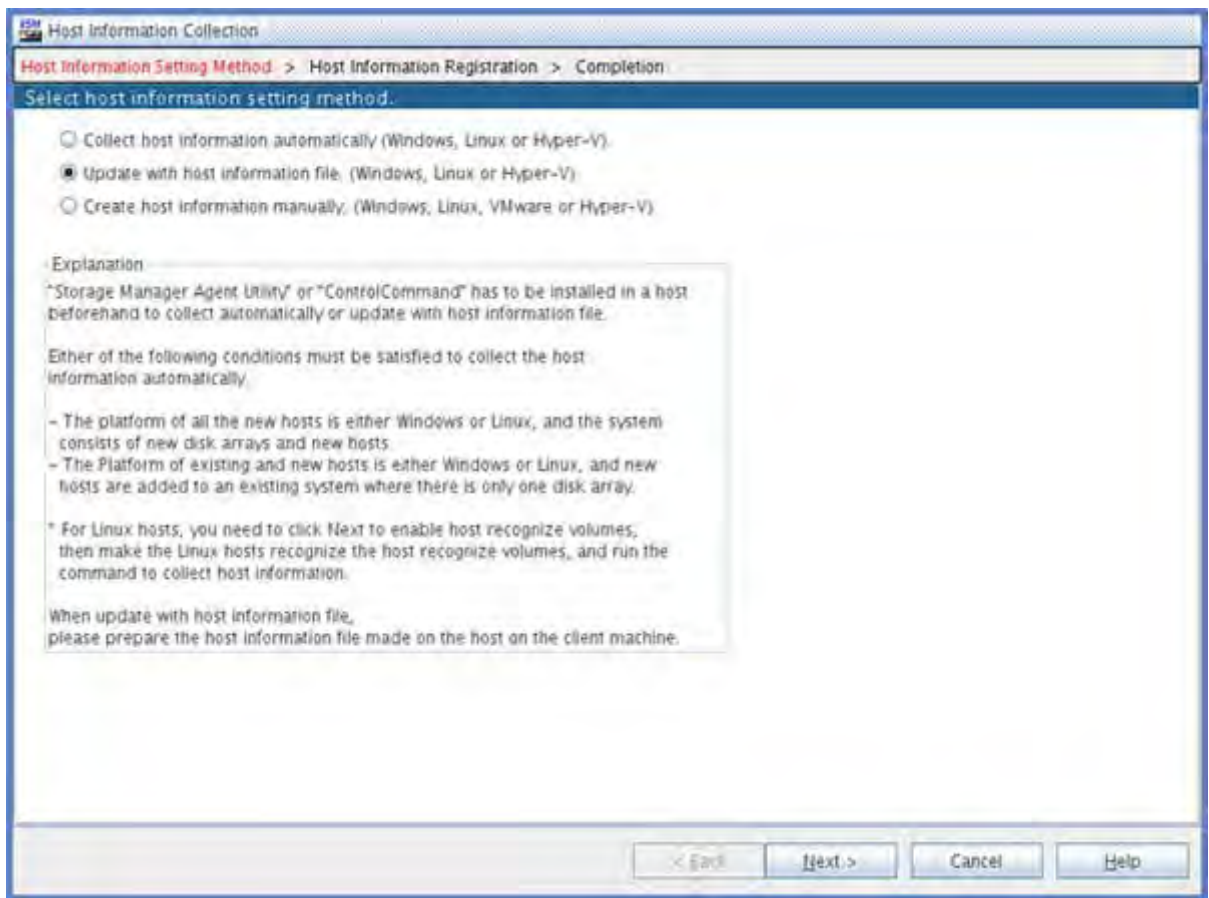 Host Information Collection
Host Information Setting Method > Host Information Registration > Completion
Select host information setting method.
Collect host information automatically (Windows, Linux or Hyper-V).
Update with host information file. (Windows, Linux or Hyper-V)
Create host information manually. (Windows, Linux, VMware or Hyper-V)
Explanation
"Storage Manager Agent Utility" or "ControlCommand" has to be installed in a host
beforehand to collect automatically or update with host information file.
Either of the following conditions must be satisfied to collect the host
information automatically.
- The platform of all the new hosts is either Windows or Linux, and the system
consists of new disk arrays and new hosts.
- The Platform of existing and new hosts is either Windows or Linux, and new
hosts are added to an existing system where there is only one disk array.
* For Linux hosts, you need to click Next to enable host recognize volumes,
then make the Linux hosts recognize the host recognize volumes, and run the
command to collect host information.
When update with host information file,
please prepare the host information file made on the host on the client machine.
< Back Next > Cancel Help